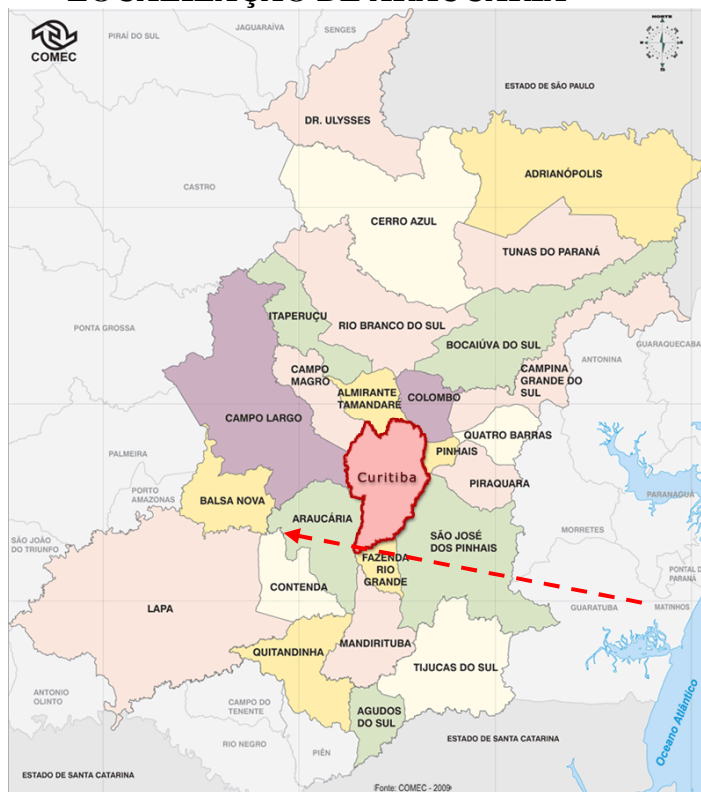 LOCALIZAÇÃO DE ARAUCÁRIA
COMEC
PIRAÍ DO SUL
JAGUARAÍVA
SENGES
NORTE
ESTADO DE SÃO PAULO
DR. ULYSSES
ADRIANÓPOLIS
CASTRO
CERRO AZUL
TUNAS DO PARANÁ
ITAPERUÇU
RIO BRANCO DO SUL
PONTA GROSSA
BOCAIÚVA DO SUL
GUARAQUEÇABA
ANTONINA
CAMPO
MAGRO
CAMPINA
GRANDE DO
SUL
ALMIRANTE
TAMANDARÉ
COLOMBO
CAMPO LARGO
QUATRO BARRAS
PINHAIS
PALMEIRA
Curitiba
PIRAQUARA
PORTO
AMAZONAS
BALSA NOVA
PARANAGUÁ
ARAUCÁRIA
SÃO JOSÉ
DOS PINHAIS
MORRETES
SÃO JOÃO
DO TRIUNFO
FAZENDA
RIO
GRANDE
PONTAL DO
PARANÁ
CONTENDA
LAPA
GUARATUBA
MATINHOS
MANDIRITUBA
QUITANDINHA
TIJUCAS DO SUL
ANTONIO
OLINTO
CAMPO DO
TENENTE
AGUDOS
DO SUL
Oceano Atlântico
RIO NEGRO
PIÊN
ESTADO DE SANTA CATARINA
ESTADO DE SANTA CATARINA
Fonte: COMEC - 2009